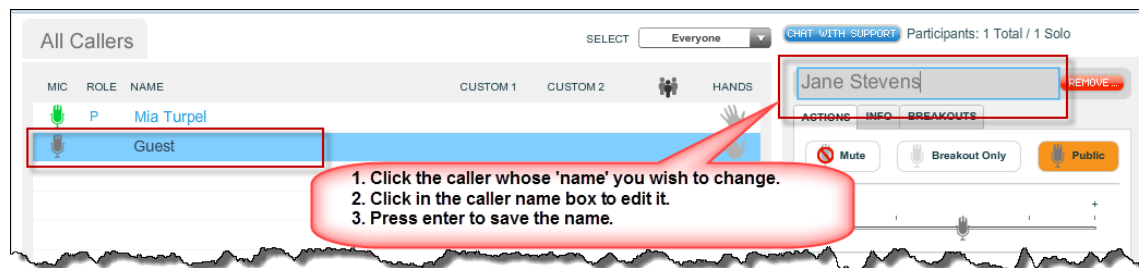 All Callers
SELECT Everyone
CHAT WITH SUPPORT Participants: 1 Total / 1 Solo
MIC ROLE NAME CUSTOM 1 CUSTOM 2 HANDS
P Mia Turpel
Guest
Jane Stevens REMOVE ...
ACTIONS INFO BREAKOUTS
Mute Breakout Only Public
+
1. Click the caller whose 'name' you wish to change.
2. Click in the caller name box to edit it.
3. Press enter to save the name.